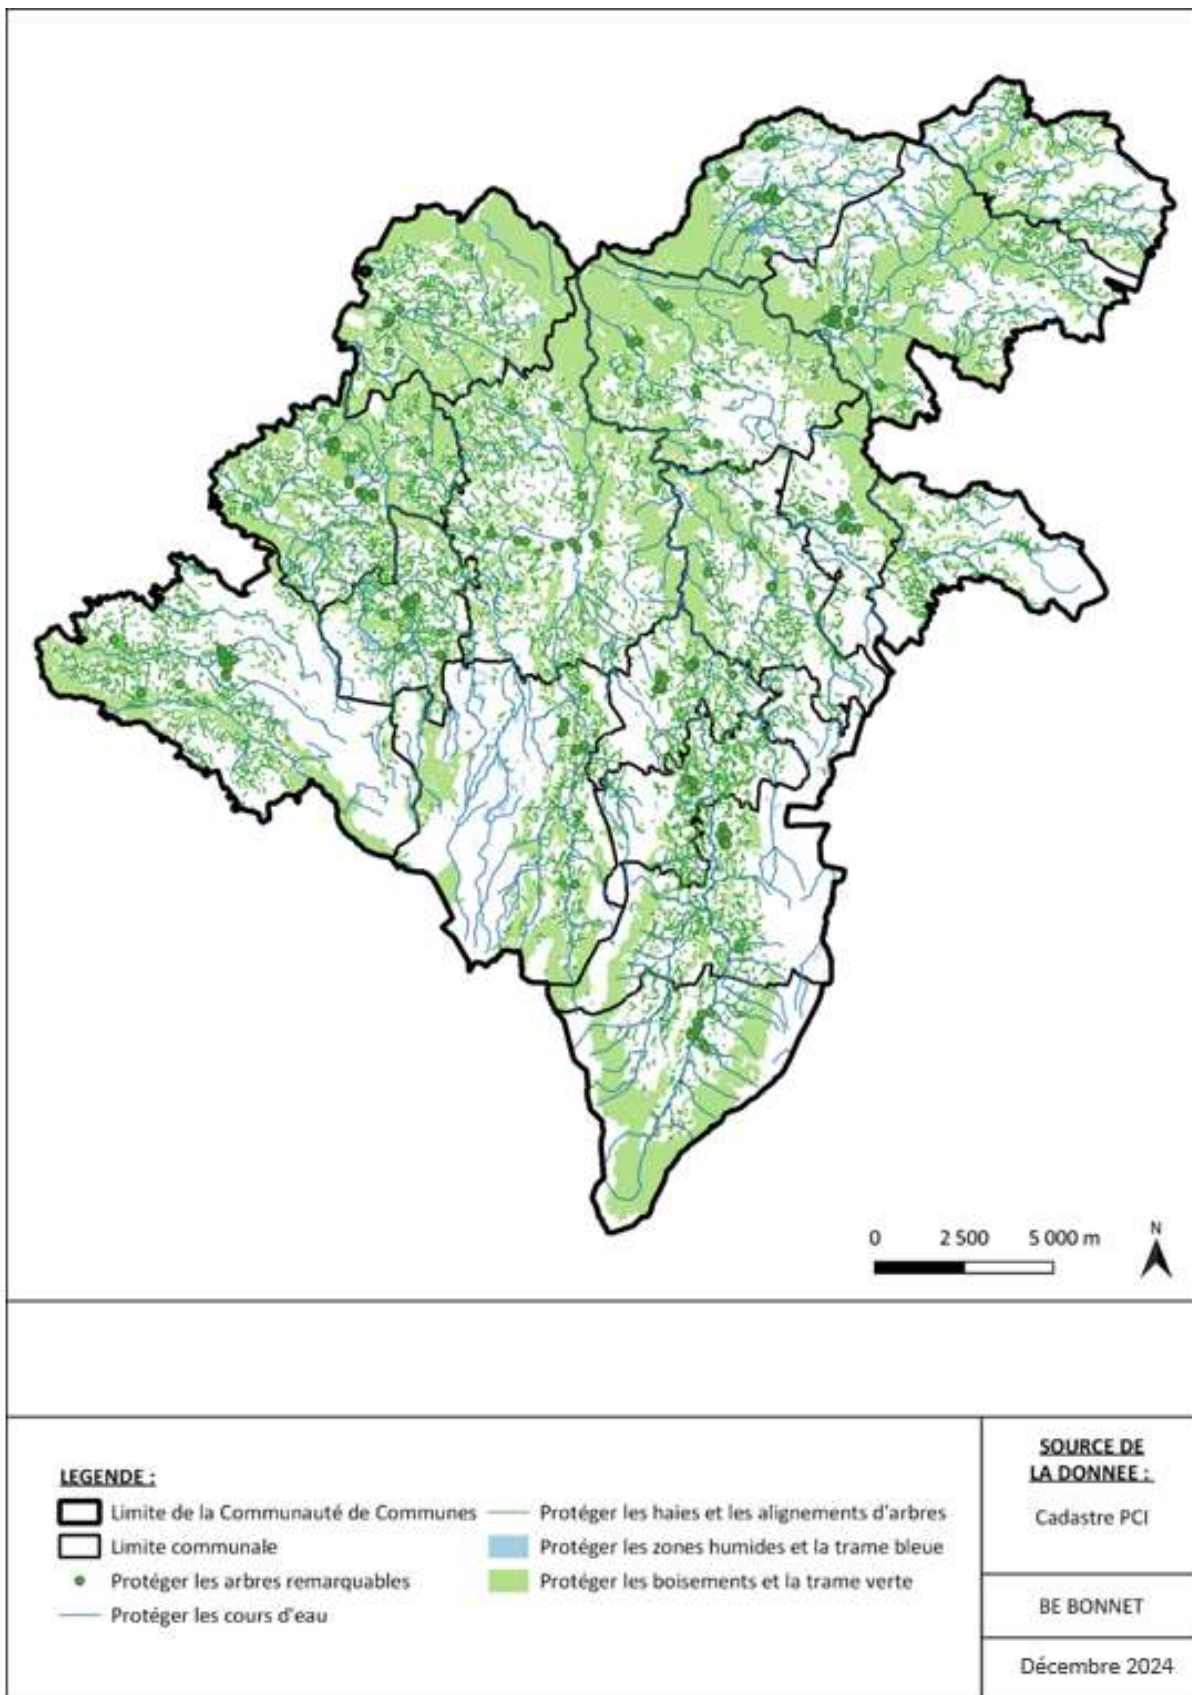 0 2 500 5 000 m
N
LEGENDE :
Limite de la Communauté de Communes
Limite communale
Protéger les arbres remarquables
Protéger les cours d'eau
Protéger les haies et les alignements d'arbres
Protéger les zones humides et la trame bleue
Protéger les boisements et la trame verte
SOURCE DE
LA DONNEE :
Cadastre PCI
BE BONNET
Décembre 2024